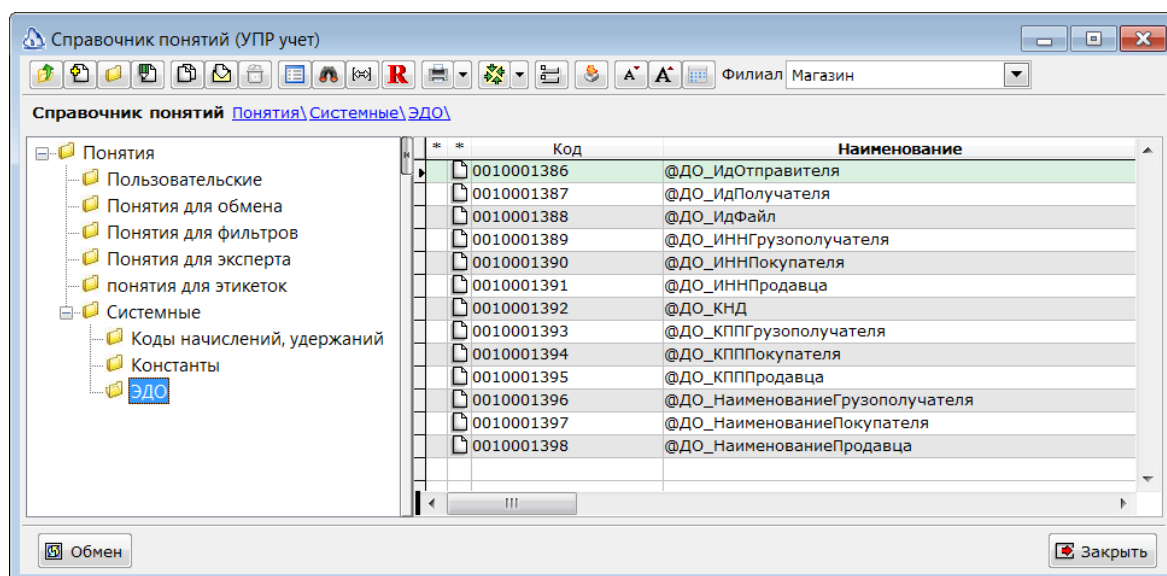 Справочник понятий (УПР учет)
R A A Филиал Магазин
Справочник понятий Понятия\Системные\ЭДО\
Понятия
Пользовательские
Понятия для обмена
Понятия для фильтров
Понятия для эксперта
понятия для этикеток
Системные
Коды начислений, удержаний
Константы
ЭДО
* * Код Наименование
0010001386 @ДО_ИдОтправителя
0010001387 @ДО_ИдПолучателя
0010001388 @ДО_ИдФайл
0010001389 @ДО_ИННГрузополучателя
0010001390 @ДО_ИННПокупателя
0010001391 @ДО_ИННПродавца
0010001392 @ДО_КНД
0010001393 @ДО_КППГрузополучателя
0010001394 @ДО_КПППокупателя
0010001395 @ДО_КПППродавца
0010001396 @ДО_НаименованиеГрузополучателя
0010001397 @ДО_НаименованиеПокупателя
0010001398 @ДО_НаименованиеПродавца
Обмен
Закрыть